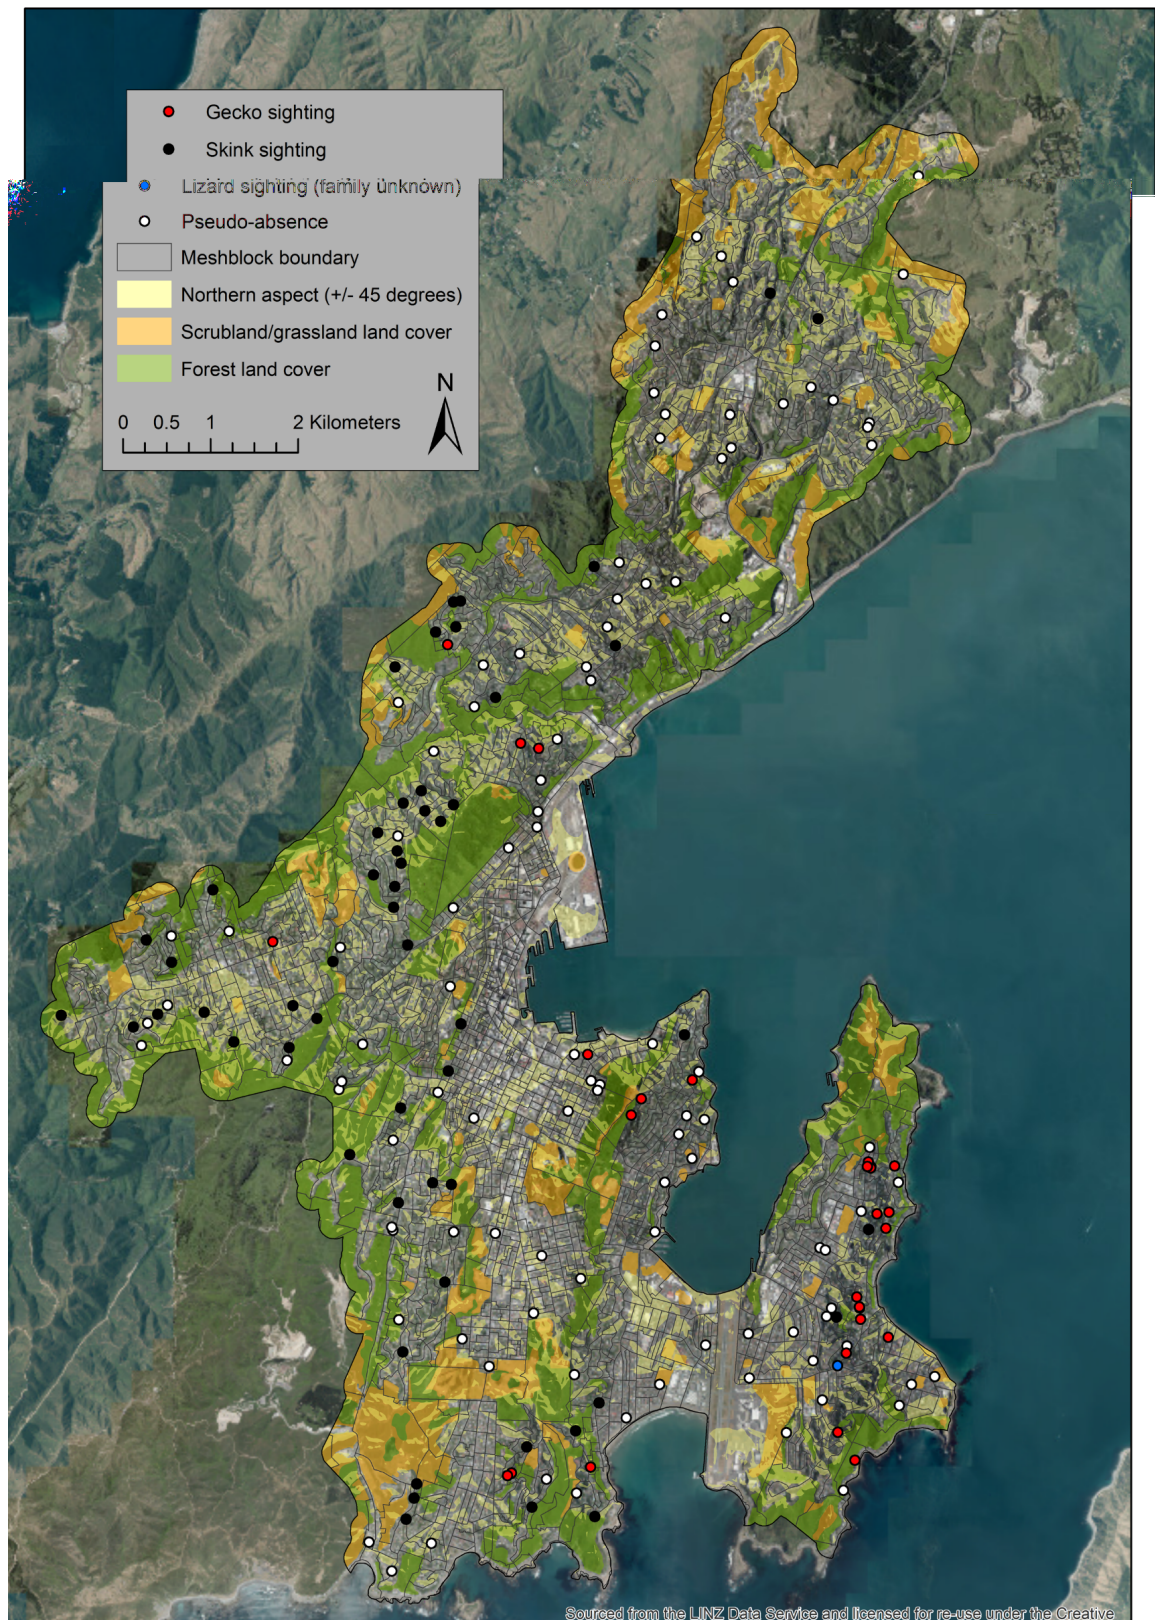 Gecko sighting
Skink sighting
Lizard sighting (family unknown)
Pseudo-absence
Meshblock boundary
Northern aspect (+/- 45 degrees)
Scrubland/grassland land cover
Forest land cover
N
0 0.5 1 2 Kilometers
Sourced from the LINZ Data Service and licensed for re-use under the Creative